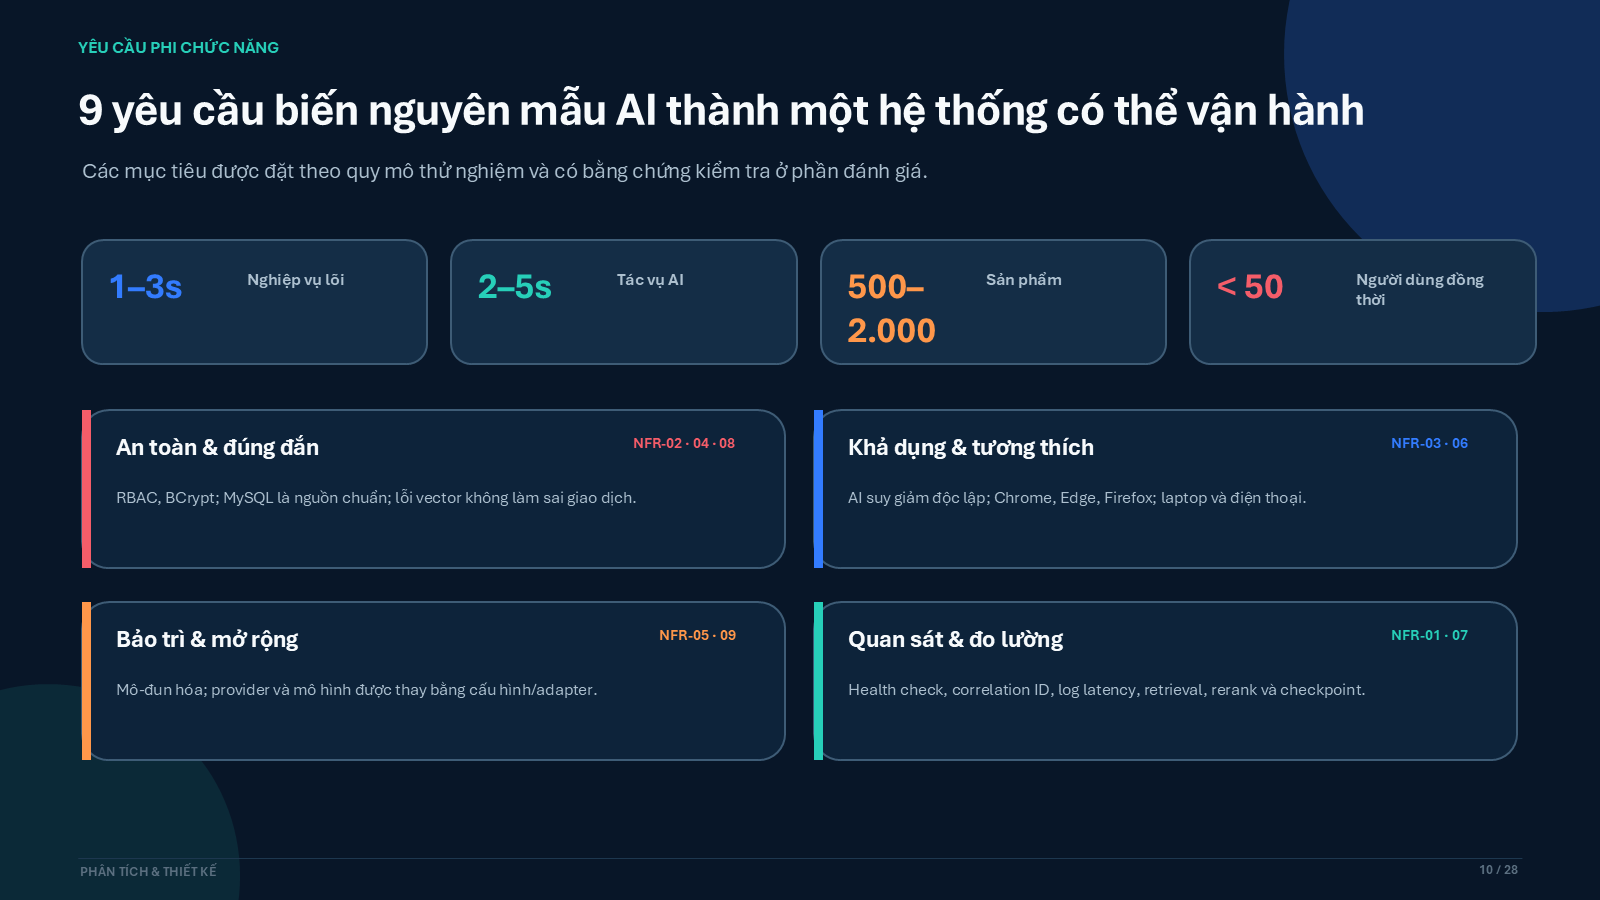 YÊU CẦU PHI CHỨC NĂNG
9 yêu cầu biến nguyên mẫu AI thành một hệ thống có thể vận hành
Các mục tiêu được đặt theo quy mô thử nghiệm và có bằng chứng kiểm tra ở phần đánh giá.
1–3s
Nghiệp vụ lõi
2–5s
Tác vụ AI
500–
2.000
Sản phẩm
< 50
Người dùng đồng
thời
An toàn & đúng đắn
NFR-02 · 04 · 08
RBAC, BCrypt; MySQL là nguồn chuẩn; lỗi vector không làm sai giao dịch.
Khả dụng & tương thích
NFR-03 · 06
AI suy giảm độc lập; Chrome, Edge, Firefox; laptop và điện thoại.
Bảo trì & mở rộng
NFR-05 · 09
Mô-đun hóa; provider và mô hình được thay bằng cấu hình/adapter.
Quan sát & đo lường
NFR-01 · 07
Health check, correlation ID, log latency, retrieval, rerank và checkpoint.
PHÂN TÍCH & THIẾT KẾ
10 / 28